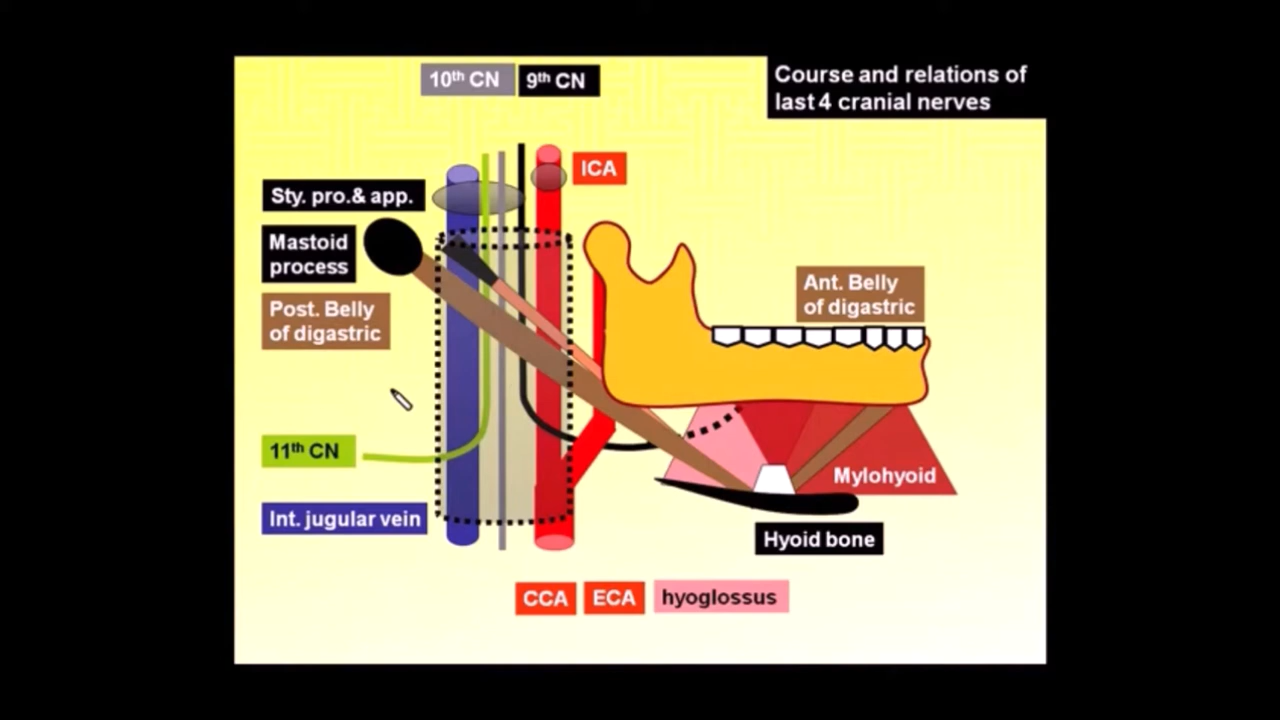 10th CN
9th CN
Course and relations of
last 4 cranial nerves
ICA
Sty. pro.& app.
Mastoid
process
Post. Belly
of digastric
Ant. Belly
of digastric
11th CN
Mylohyoid
Int. jugular vein
Hyoid bone
CCA
ECA
hyoglossus